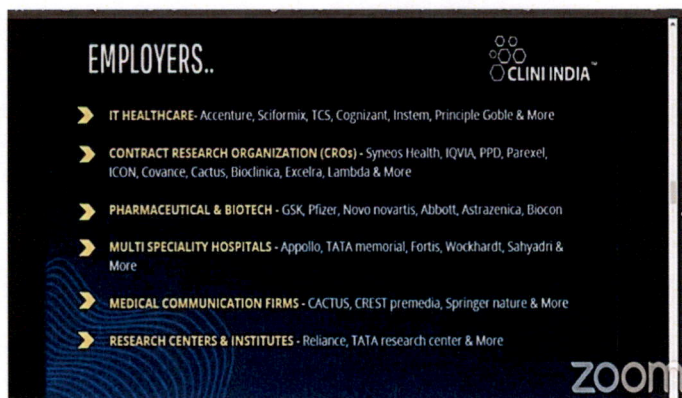 EMPLOYERS..
CLINI INDIA™
IT HEALTHCARE- Accenture, Sciformix, TCS, Cognizant, Instem, Principle Goble & More
CONTRACT RESEARCH ORGANIZATION (CROs) - Syneos Health, IQVIA, PPD, Parexel,
ICON, Covance, Cactus, Bioclinica, Excelra, Lambda & More
PHARMACEUTICAL & BIOTECH - GSK, Pfizer, Novo novartis, Abbott, Astrazenica, Biocon
MULTI SPECIALITY HOSPITALS - Appollo, TATA memorial, Fortis, Wockhardt, Sahyadri &
More
MEDICAL COMMUNICATION FIRMS - CACTUS, CREST premedia, Springer nature & More
RESEARCH CENTERS & INSTITUTES - Reliance, TATA research center & More
zoom